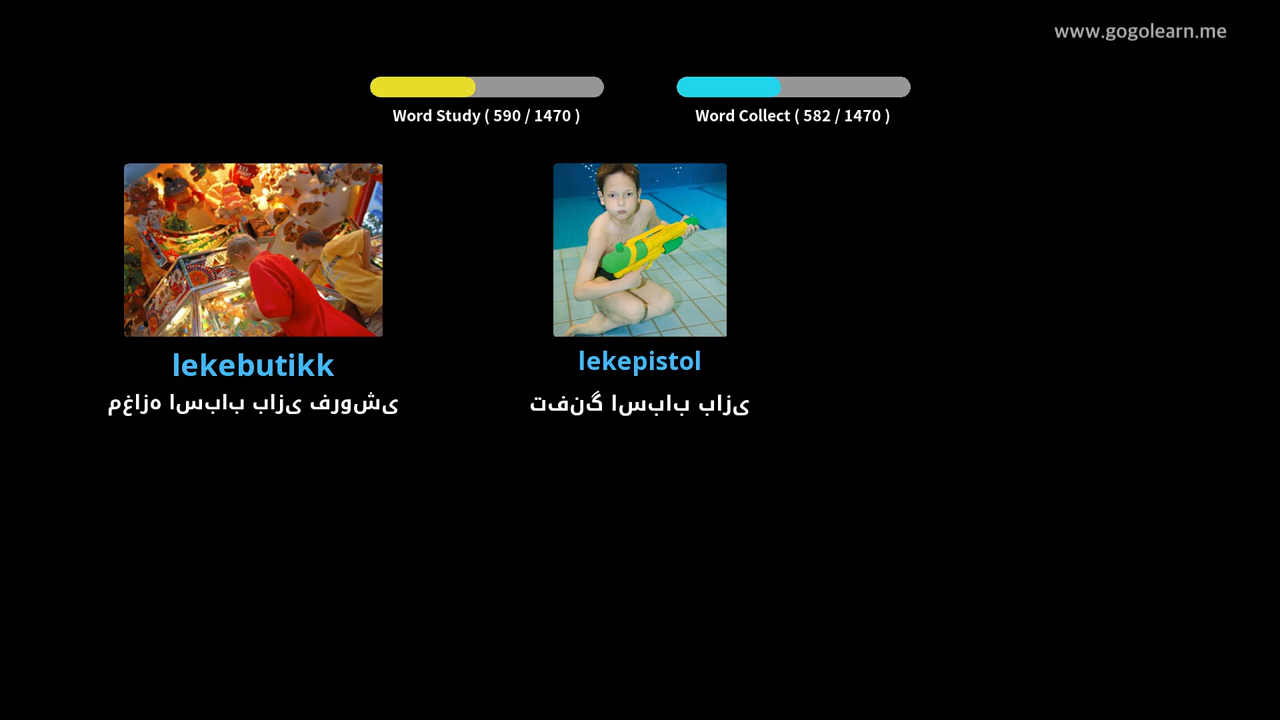 www.gogolearn.me
Word Study ( 590 / 1470 )
Word Collect ( 582 / 1470 )
lekebutikk
مغازه اسباب بازی فروشی
lekepistol
تفنگ اسباب بازی